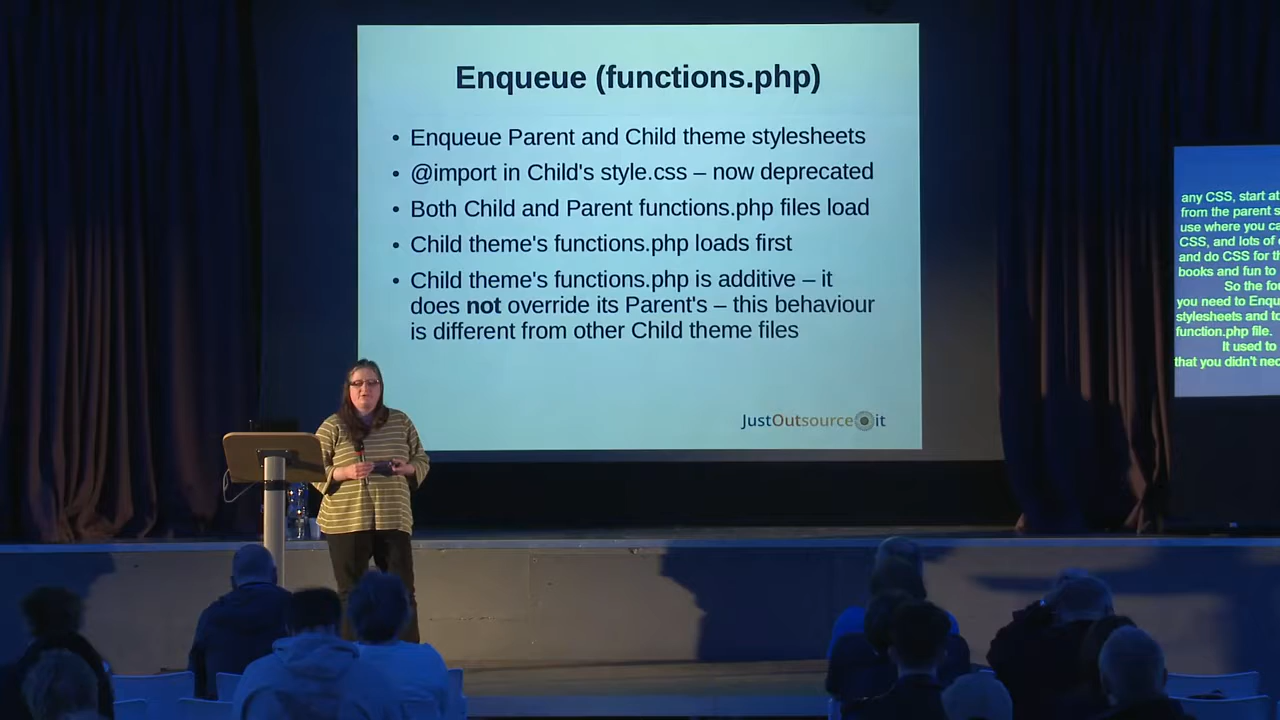 Enqueue (functions.php)
• Enqueue Parent and Child theme stylesheets
• @import in Child's style.css – now deprecated
• Both Child and Parent functions.php files load
• Child theme's functions.php loads first
• Child theme's functions.php is additive – it
does not override its Parent's – this behaviour
is different from other Child theme files
JustOutsource it
any CSS, start at
from the parent s
use where you ca
CSS, and lots of
and do CSS for th
books and fun to
So the fo
you need to Enqu
stylesheets and to
function.php file.
It used to
that you didn't nec